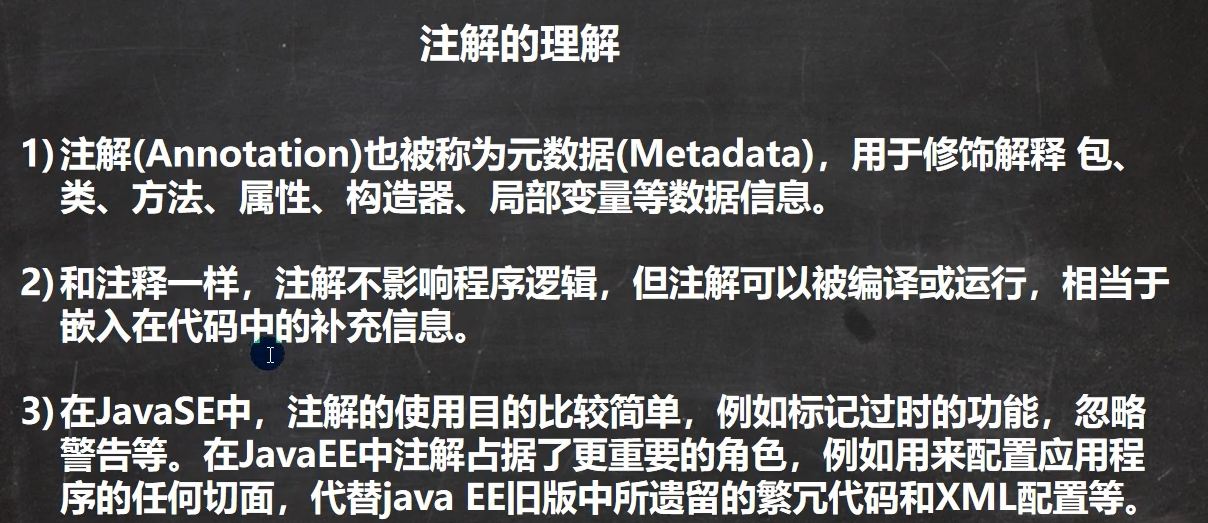 注解的理解
1) 注解(Annotation)也被称为元数据(Metadata)，用于修饰解释 包、
类、方法、属性、构造器、局部变量等数据信息。
2) 和注释一样，注解不影响程序逻辑，但注解可以被编译或运行，相当于
嵌入在代码中的补充信息。
3) 在JavaSE中，注解的使用目的比较简单，例如标记过时的功能，忽略
警告等。在JavaEE中注解占据了更重要的角色，例如用来配置应用程
序的任何切面，代替java EE旧版中所遗留的繁冗代码和XML配置等。